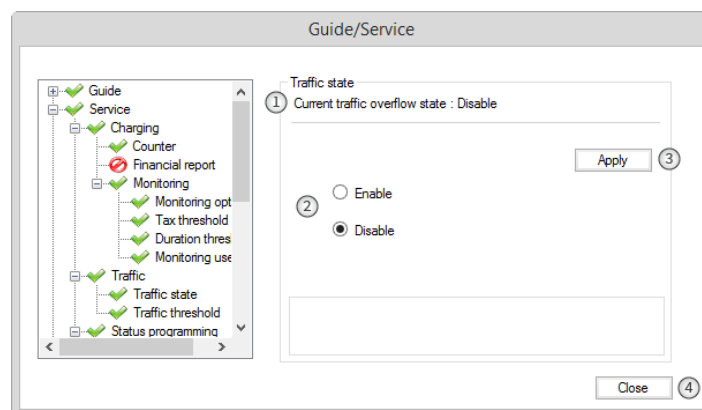 Guide/Service
Guide
Service
Charging
Counter
Financial report
Monitoring
Monitoring opt
Tax threshold
Duration thres
Monitoring use
Traffic
Traffic state
Traffic threshold
Status programming
Traffic state
1 Current traffic overflow state : Disable
Apply 3
2
Enable
Disable
Close 4